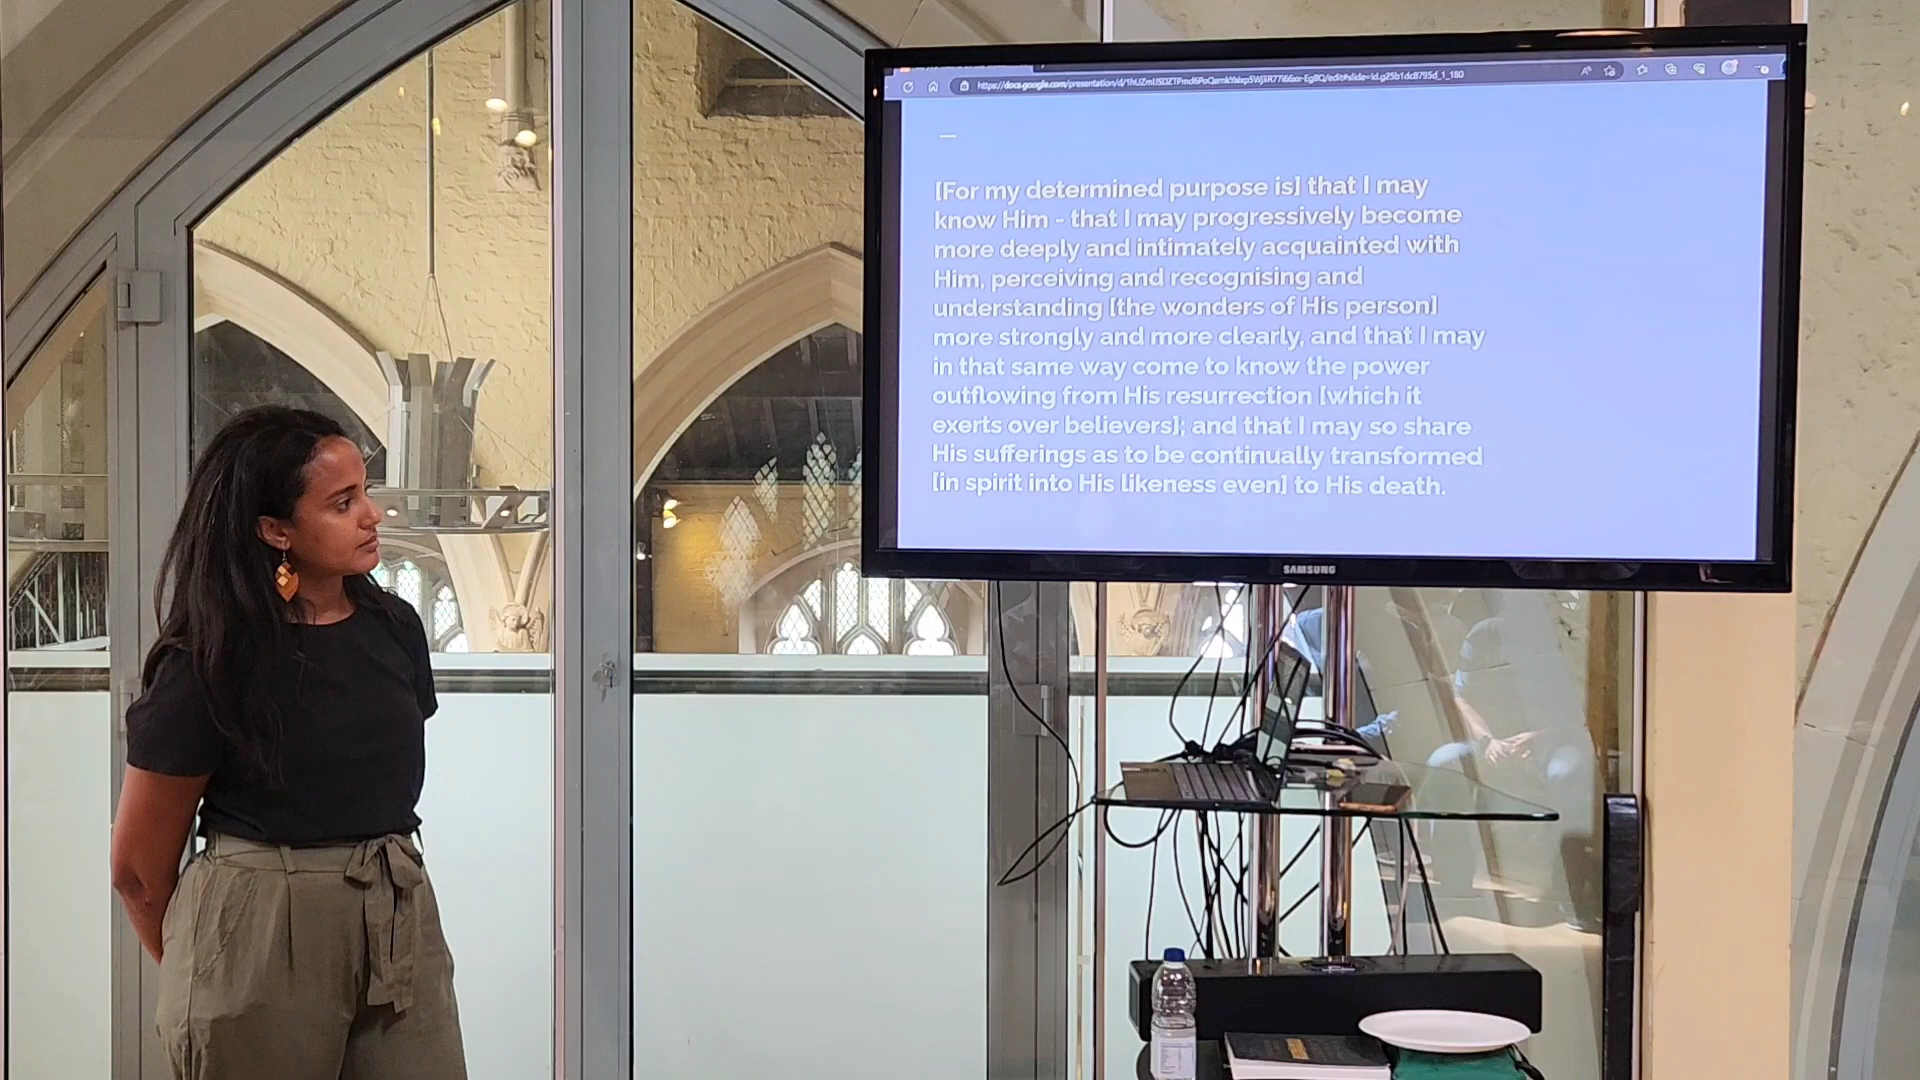 [For my determined purpose is] that I may
know Him - that I may progressively become
more deeply and intimately acquainted with
Him, perceiving and recognising and
understanding [the wonders of His person]
more strongly and more clearly, and that I may
in that same way come to know the power
outflowing from His resurrection [which it
exerts over believers]; and that I may so share
His sufferings as to be continually transformed
[in spirit into His likeness even] to His death.
SAMSUNG